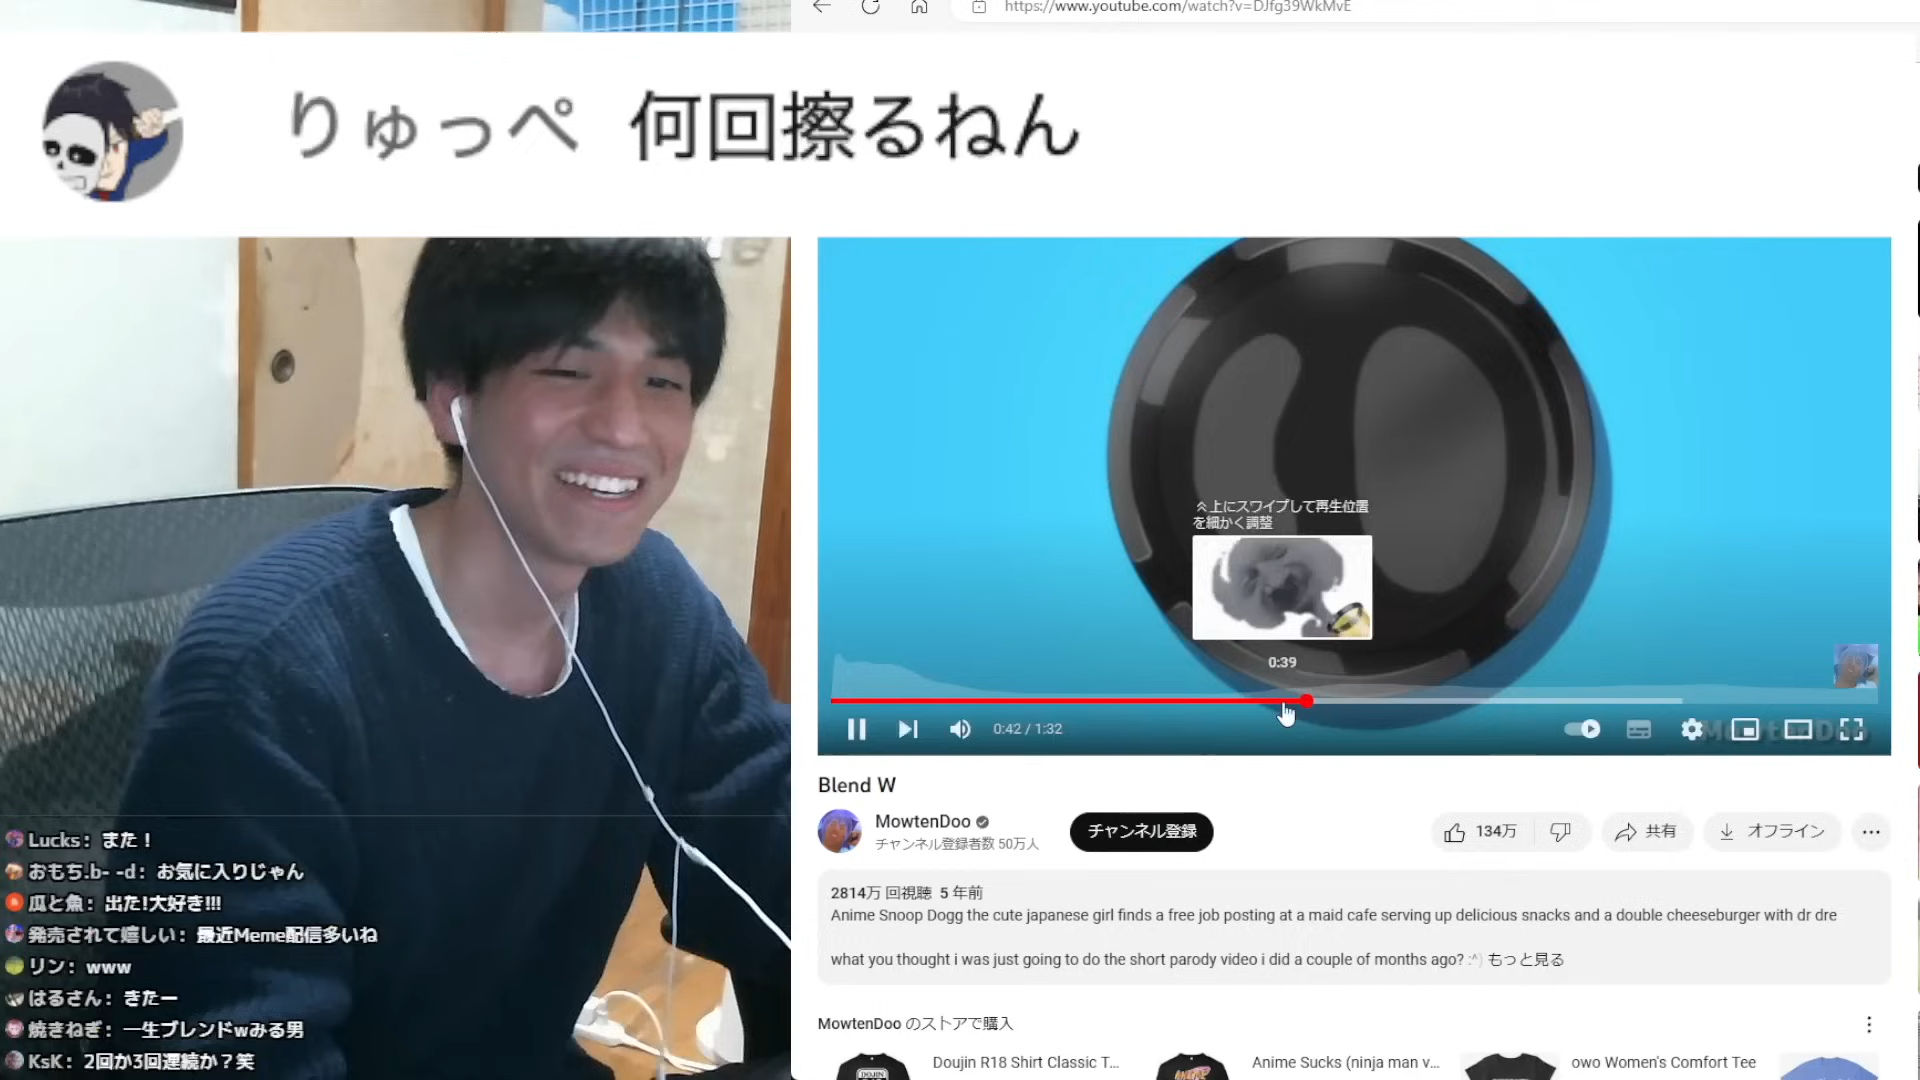 https://www.youtube.com/watch?v=DJfg39WkMvE
りゅっぺ 何回擦るねん
上にスワイプして再生位置
を細かく調整
0:39
0:42 / 1:32
Blend W
MowtenDoo
チャンネル登録者数 50万人
チャンネル登録
134万
共有
オフライン
2814万 回視聴 5 年前
Anime Snoop Dogg the cute japanese girl finds a free job posting at a maid cafe serving up delicious snacks and a double cheeseburger with dr dre
what you thought i was just going to do the short parody video i did a couple of months ago? :^) もっと見る
MowtenDoo のストアで購入
Doujin R18 Shirt Classic T...
Anime Sucks (ninja man v...
owo Women's Comfort Tee
Lucks: また！
おもち.b- -d: お気に入りじゃん
瓜と魚: 出た!大好き!!!
発売されて嬉しい: 最近Meme配信多いね
リン: www
はるさん: きたー
焼きねぎ: 一生ブレンドwみる男
KsK: 2回か3回連続か？笑